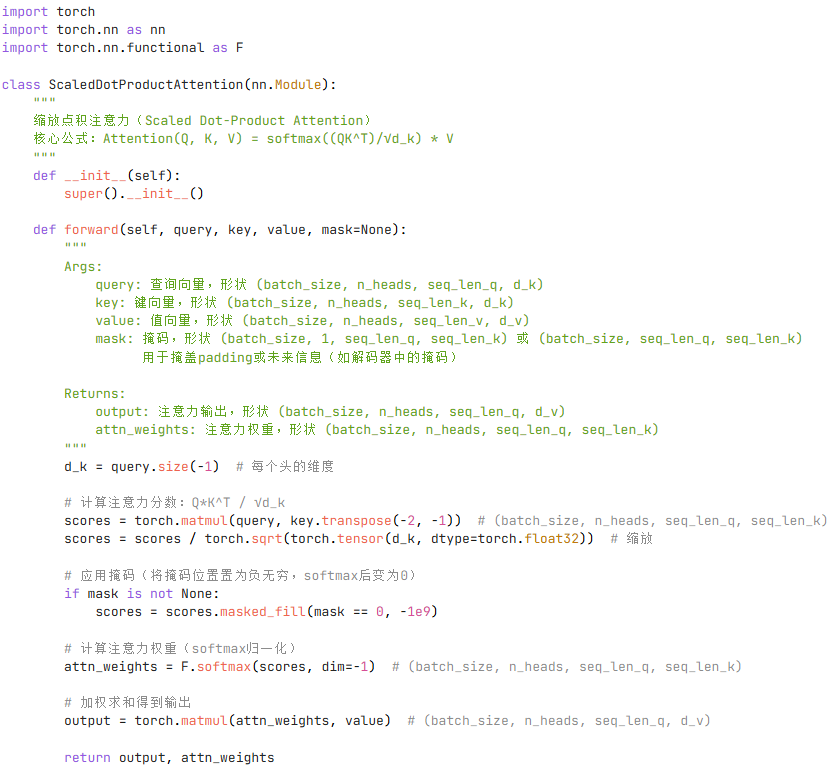 import torch
import torch.nn as nn
import torch.nn.functional as F

class ScaledDotProductAttention(nn.Module):
    """
    缩放点积注意力（Scaled Dot-Product Attention）
    核心公式：Attention(Q, K, V) = softmax((QK^T)/√d_k) * V
    """
    def __init__(self):
        super().__init__()

    def forward(self, query, key, value, mask=None):
        """
        Args:
            query: 查询向量，形状 (batch_size, n_heads, seq_len_q, d_k)
            key: 键向量，形状 (batch_size, n_heads, seq_len_k, d_k)
            value: 值向量，形状 (batch_size, n_heads, seq_len_v, d_v)
            mask: 掩码，形状 (batch_size, 1, seq_len_q, seq_len_k) 或 (batch_size, seq_len_q, seq_len_k)
                  用于掩盖padding或未来信息（如解码器中的掩码）

        Returns:
            output: 注意力输出，形状 (batch_size, n_heads, seq_len_q, d_v)
            attn_weights: 注意力权重，形状 (batch_size, n_heads, seq_len_q, seq_len_k)
        """
        d_k = query.size(-1)  # 每个头的维度

        # 计算注意力分数：Q*K^T / √d_k
        scores = torch.matmul(query, key.transpose(-2, -1))  # (batch_size, n_heads, seq_len_q, seq_len_k)
        scores = scores / torch.sqrt(torch.tensor(d_k, dtype=torch.float32))  # 缩放

        # 应用掩码（将掩码位置置为负无穷，softmax后变为0）
        if mask is not None:
            scores = scores.masked_fill(mask == 0, -1e9)

        # 计算注意力权重（softmax归一化）
        attn_weights = F.softmax(scores, dim=-1)  # (batch_size, n_heads, seq_len_q, seq_len_k)

        # 加权求和得到输出
        output = torch.matmul(attn_weights, value)  # (batch_size, n_heads, seq_len_q, d_v)

        return output, attn_weights